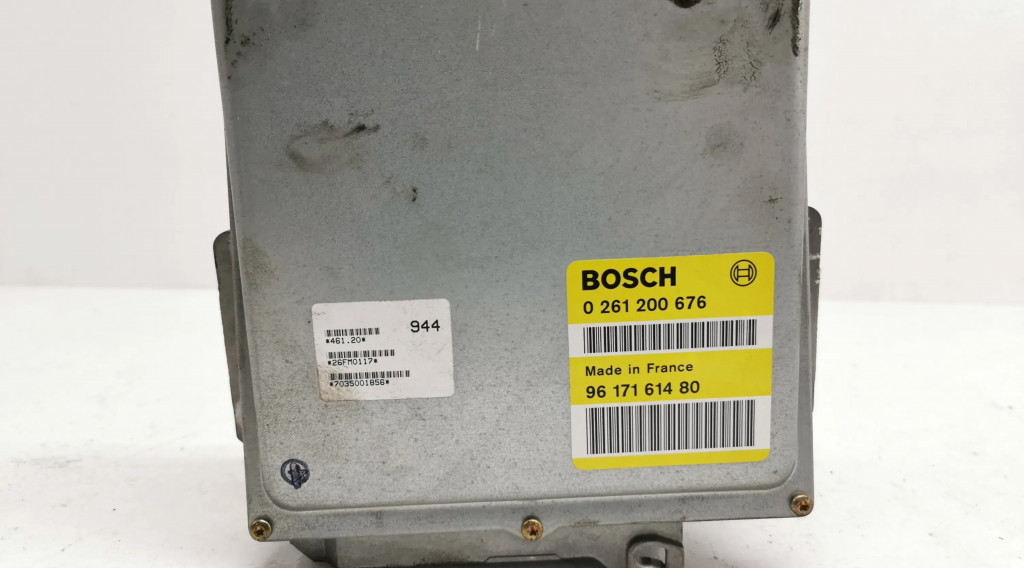 944
*461.20*
*26FM0117*
*7035001856*
BOSCH
0 261 200 676
Made in France
96 171 614 80